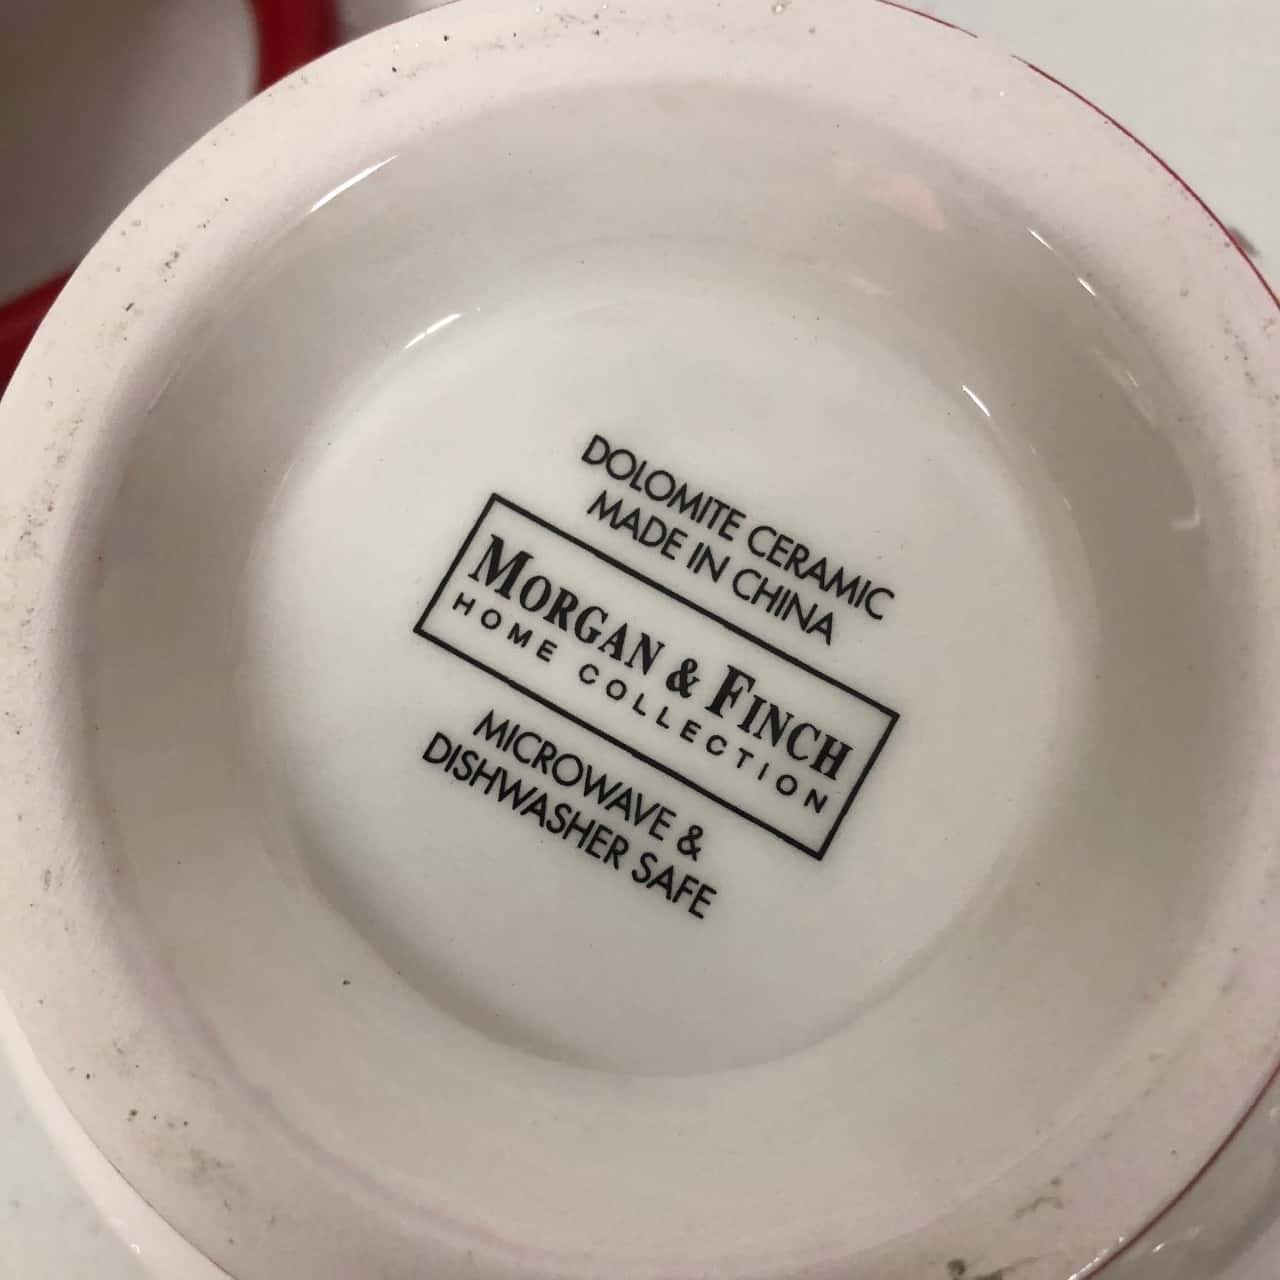 DOLOMITE CERAMIC
MADE IN CHINA
MORGAN & FINCH
HOME COLLECTION
MICROWAVE &
DISHWASHER SAFE